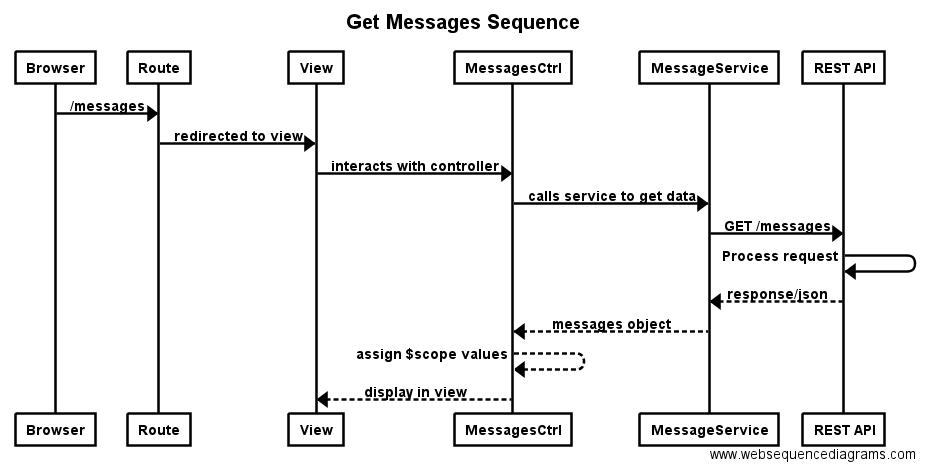 Get Messages Sequence
Browser Route View MessagesCtrl MessageService REST API
/messages
redirected to view
interacts with controller
calls service to get data
GET /messages
Process request
response/json
messages object
assign $scope values
display in view
Browser Route View MessagesCtrl MessageService REST API
www.websequencediagrams.com